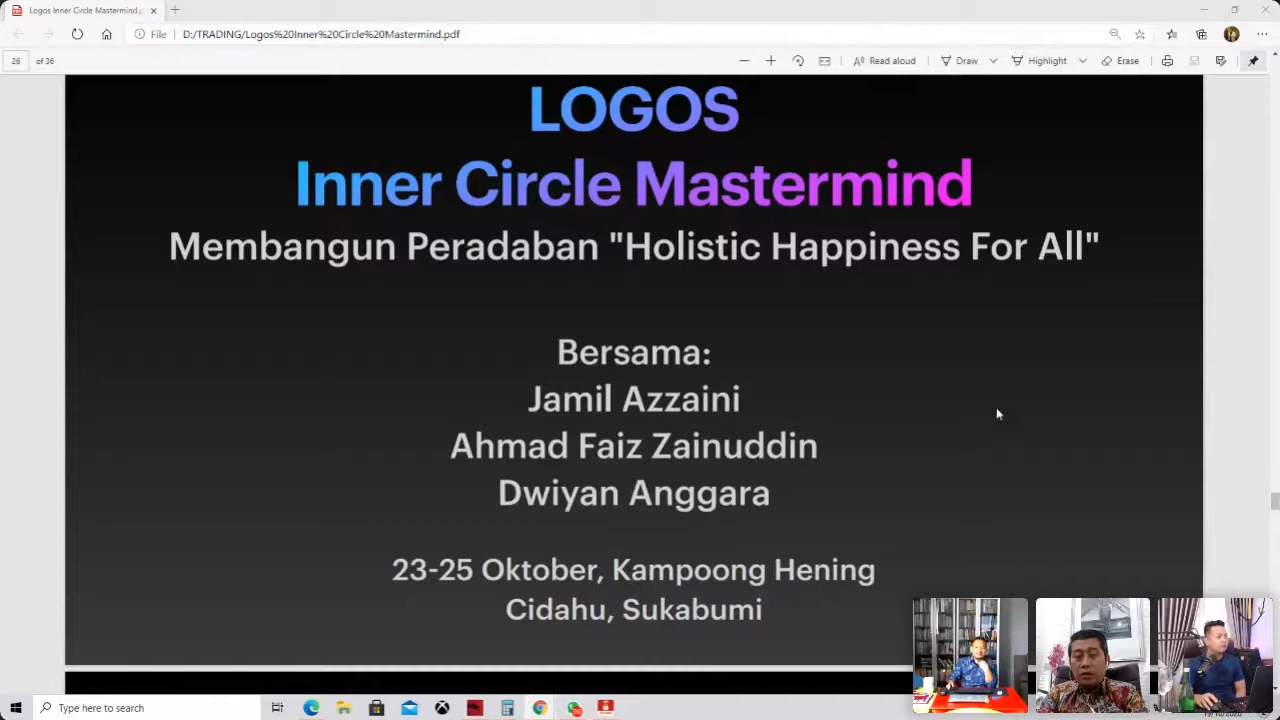 Logos Inner Circle Mastermind.
File
D:/TRADING/Logos%20Inner%20Circle%20Mastermind.pdf
26 of 36
Read aloud
Draw
Highlight
Erase
LOGOS
Inner Circle Mastermind
Membangun Peradaban "Holistic Happiness For All"
Bersama:
Jamil Azzaini
Ahmad Faiz Zainuddin
Dwiyan Anggara
23-25 Oktober, Kampoong Hening
Cidahu, Sukabumi
Type here to search